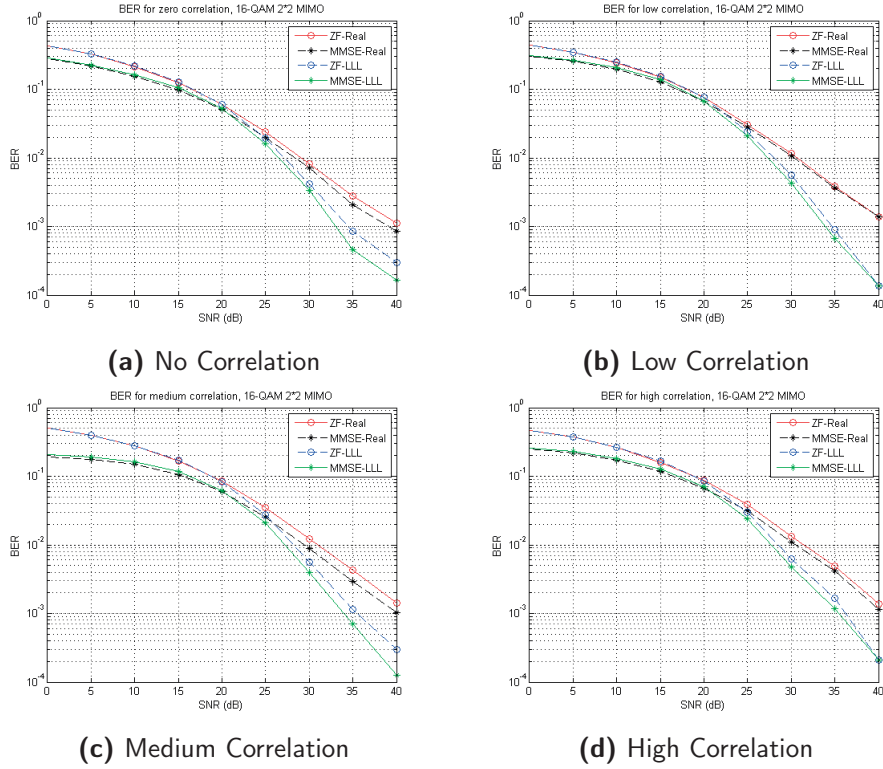 BER for zero correlation, 16-QAM 2*2 MIMO
10^0
10^-1
10^-2
10^-3
10^-4
BER
0 5 10 15 20 25 30 35 40
SNR (dB)
ZF-Real
MMSE-Real
ZF-LLL
MMSE-LLL
(a) No Correlation
BER for low correlation, 16-QAM 2*2 MIMO
10^0
10^-1
10^-2
10^-3
10^-4
BER
0 5 10 15 20 25 30 35 40
SNR (dB)
ZF-Real
MMSE-Real
ZF-LLL
MMSE-LLL
(b) Low Correlation
BER for medium correlation, 16-QAM 2*2 MIMO
10^0
10^-1
10^-2
10^-3
10^-4
BER
0 5 10 15 20 25 30 35 40
SNR (dB)
ZF-Real
MMSE-Real
ZF-LLL
MMSE-LLL
(c) Medium Correlation
BER for high correlation, 16-QAM 2*2 MIMO
10^0
10^-1
10^-2
10^-3
10^-4
BER
0 5 10 15 20 25 30 35 40
SNR (dB)
ZF-Real
MMSE-Real
ZF-LLL
MMSE-LLL
(d) High Correlation